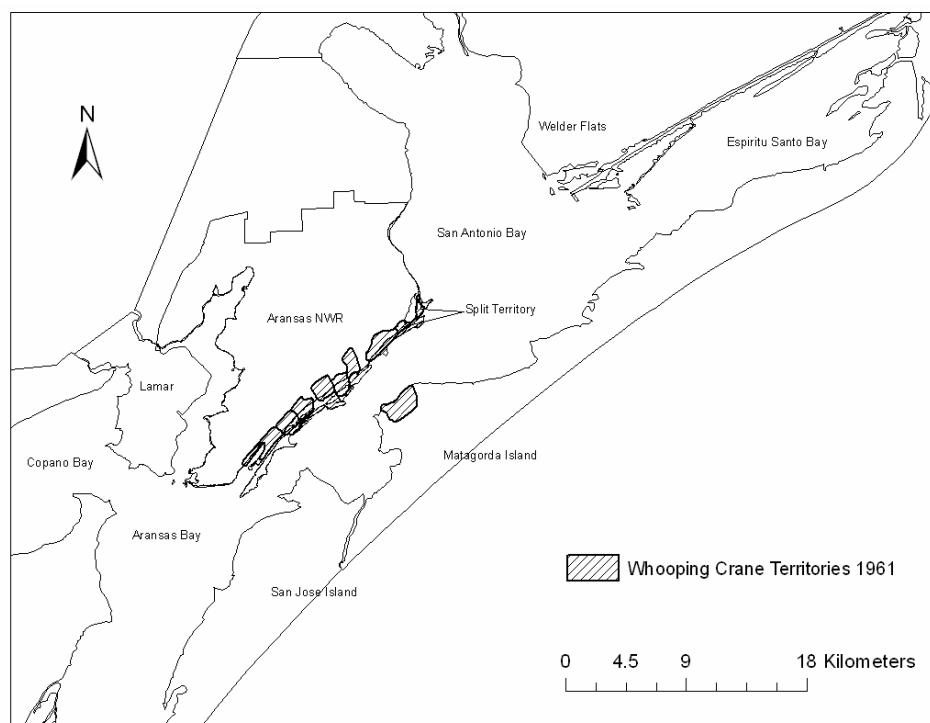 N
Welder Flats
Espiritu Santo Bay
San Antonio Bay
Split Territory
Aransas NWR
Lamar
Copano Bay
Matagorda Island
Aransas Bay
San Jose Island
Whooping Crane Territories 1961
0 4.5 9 18 Kilometers